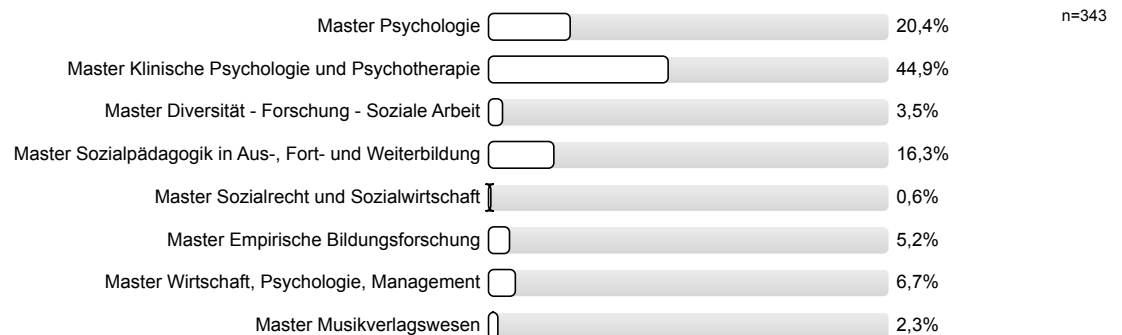 Master Psychologie 20,4% n=343
Master Klinische Psychologie und Psychotherapie 44,9%
Master Diversität - Forschung - Soziale Arbeit 3,5%
Master Sozialpädagogik in Aus-, Fort- und Weiterbildung 16,3%
Master Sozialrecht und Sozialwirtschaft 0,6%
Master Empirische Bildungsforschung 5,2%
Master Wirtschaft, Psychologie, Management 6,7%
Master Musikverlagswesen 2,3%